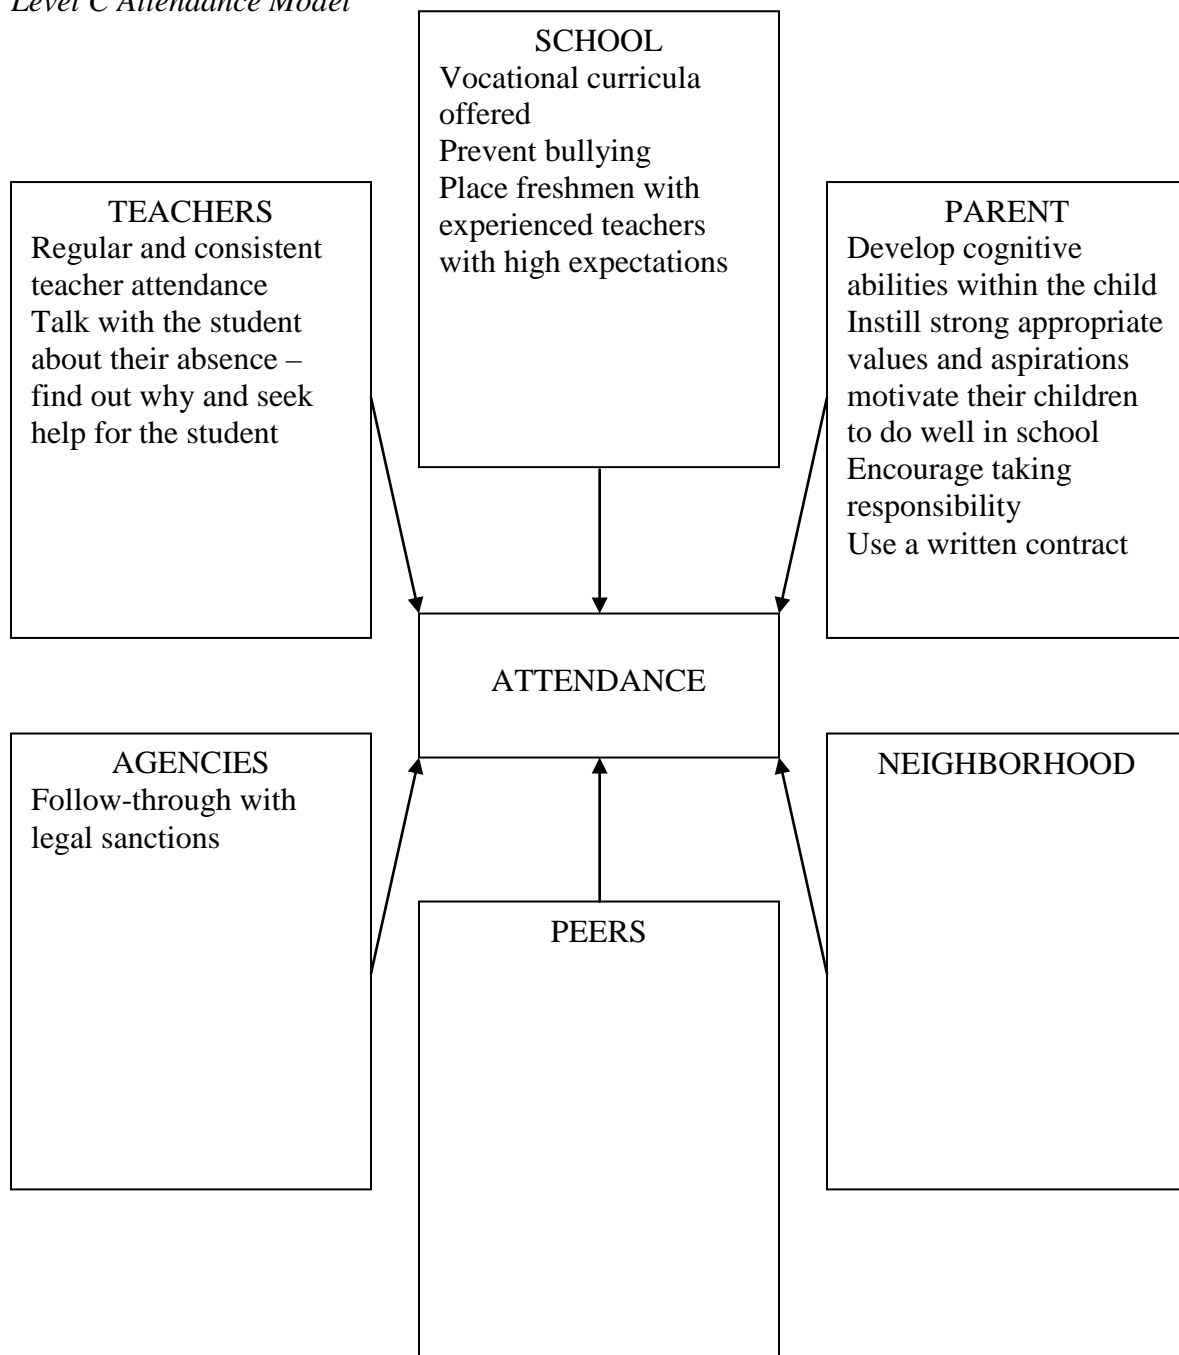 Level C Attendance Model
SCHOOL
Vocational curricula
offered
Prevent bullying
Place freshmen with
experienced teachers
with high expectations
TEACHERS
Regular and consistent
teacher attendance
Talk with the student
about their absence –
find out why and seek
help for the student
PARENT
Develop cognitive
abilities within the child
Instill strong appropriate
values and aspirations
motivate their children
to do well in school
Encourage taking
responsibility
Use a written contract
ATTENDANCE
AGENCIES
Follow-through with
legal sanctions
NEIGHBORHOOD
PEERS